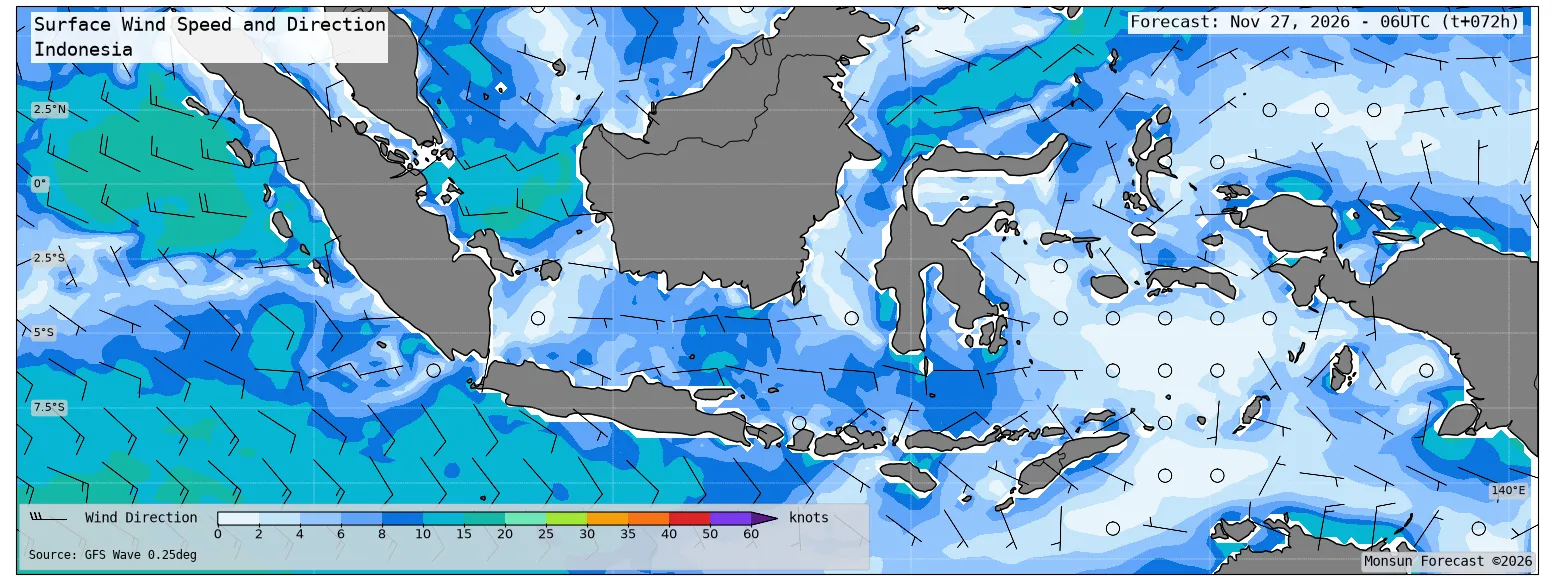 Surface Wind Speed and Direction
Indonesia
Forecast: Nov 27, 2026 - 06UTC (t+072h)
2.5°N
0°
2.5°S
5°S
7.5°S
140°E
Wind Direction
0 2 4 6 8 10 15 20 25 30 35 40 50 60
knots
Source: GFS Wave 0.25deg
Monsun Forecast ©2026